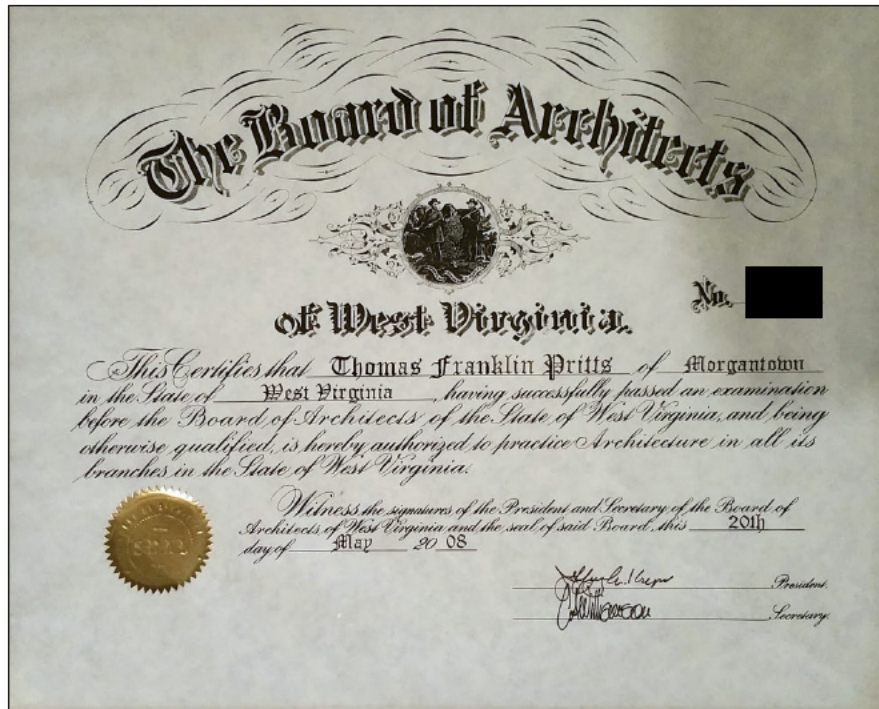 The Board of Architects
of West Virginia.
No.
This Certifies that Thomas Franklin Pritts of Morgantown
in the State of West Virginia, having successfully passed an examination
before the Board of Architects of the State of West Virginia, and being
otherwise qualified, is hereby authorized to practice Architecture in all its
branches in the State of West Virginia.
Witness the signatures of the President and Secretary of the Board of
Architects of West Virginia and the seal of said Board, this 20th
day of May 20 08
President.
Secretary.